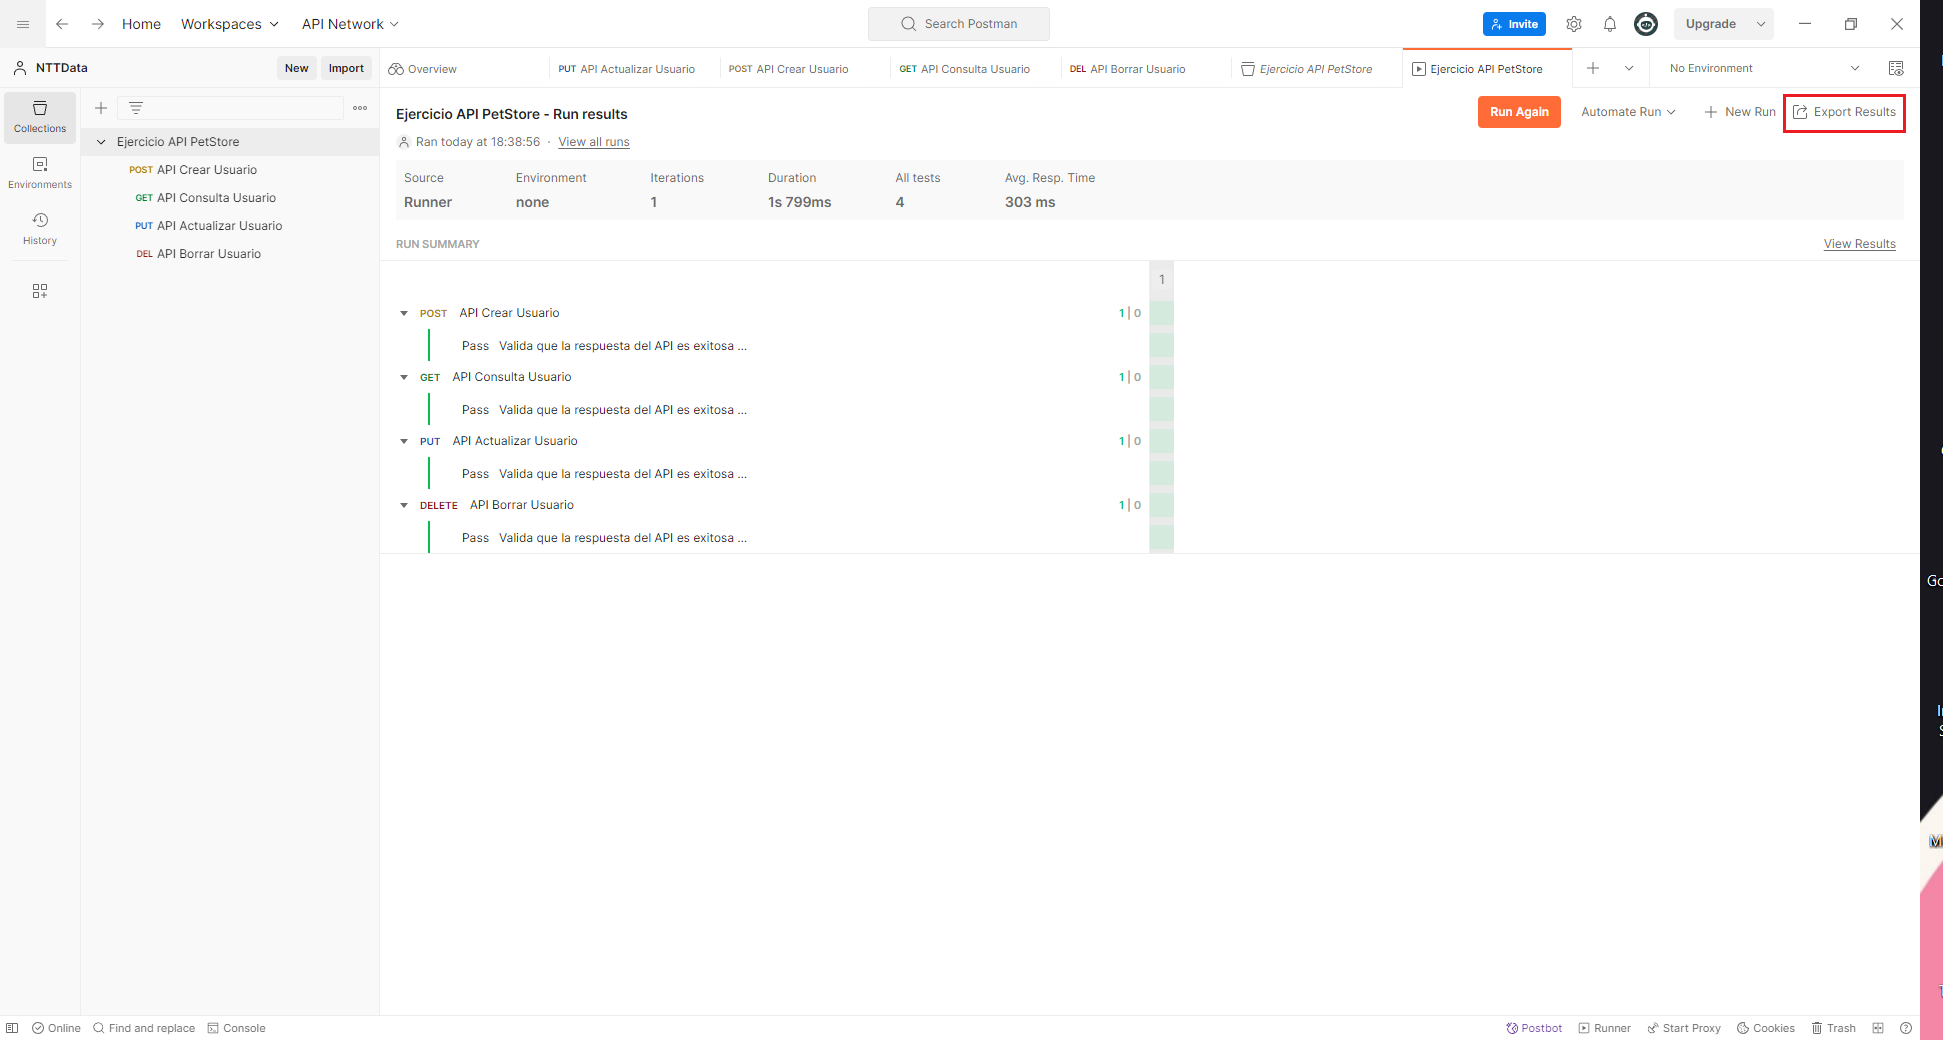 Home Workspaces API Network Search Postman Invite Upgrade
NTTData New Import Overview PUT API Actualizar Usuario POST API Crear Usuario GET API Consulta Usuario DEL API Borrar Usuario Ejercicio API PetStore Ejercicio API PetStore No Environment
Collections
Environments
History
Ejercicio API PetStore
POST API Crear Usuario
GET API Consulta Usuario
PUT API Actualizar Usuario
DEL API Borrar Usuario
Ejercicio API PetStore - Run results Run Again Automate Run New Run Export Results
Ran today at 18:38:56 · View all runs
Source Environment Iterations Duration All tests Avg. Resp. Time
Runner none 1 1s 799ms 4 303 ms
RUN SUMMARY View Results
1
POST API Crear Usuario 1 | 0
Pass Valida que la respuesta del API es exitosa ...
GET API Consulta Usuario 1 | 0
Pass Valida que la respuesta del API es exitosa ...
PUT API Actualizar Usuario 1 | 0
Pass Valida que la respuesta del API es exitosa ...
DELETE API Borrar Usuario 1 | 0
Pass Valida que la respuesta del API es exitosa ...
Online Find and replace Console Postbot Runner Start Proxy Cookies Trash